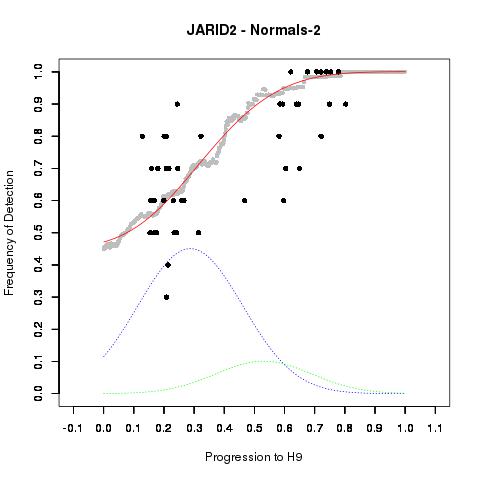 JARID2 - Normals-2
Frequency of Detection
1.0
0.9
0.8
0.7
0.6
0.5
0.4
0.3
0.2
0.1
0.0
-0.1 0.0 0.1 0.2 0.3 0.4 0.5 0.6 0.7 0.8 0.9 1.0 1.1
Progression to H9